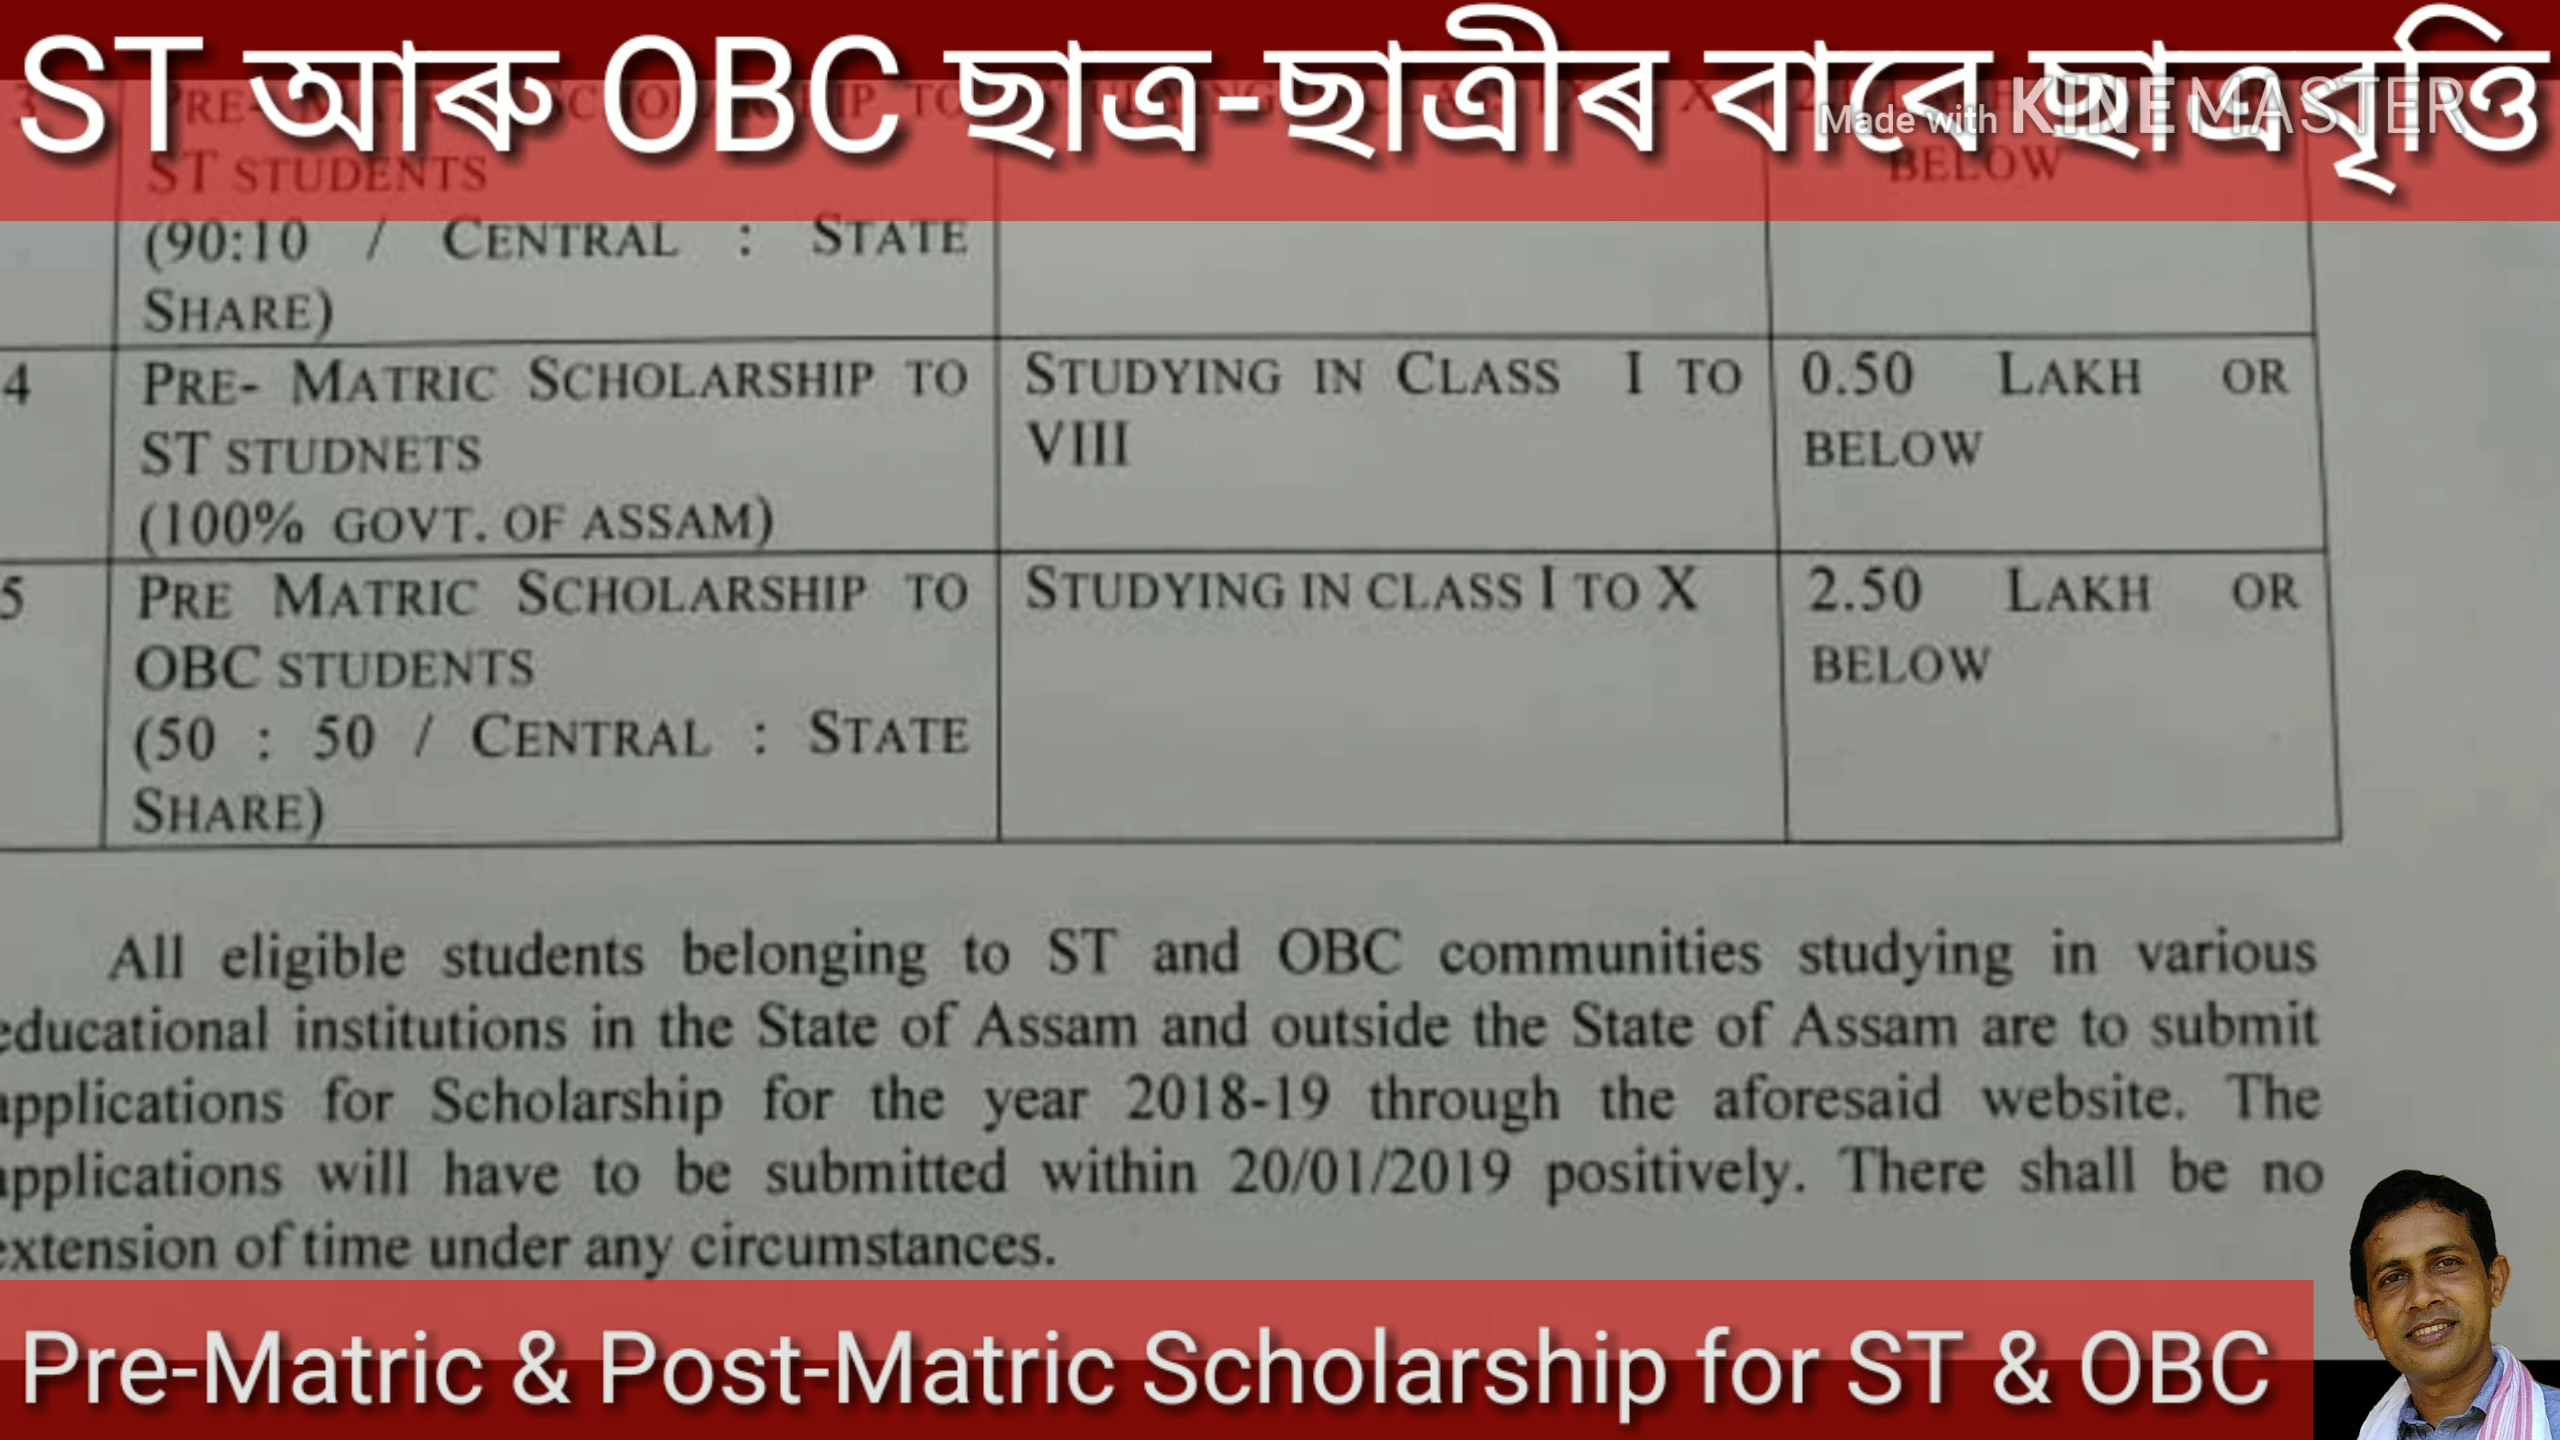 ST আৰু OBC ছাত্ৰ-ছাত্ৰীৰ বাবে ছাত্ৰবৃত্তি
Made with KINEMASTER
3 PRE- MATRIC SCHOLARSHIP TO
ST STUDENTS BELOW
(90:10 / CENTRAL : STATE
SHARE)
4 PRE- MATRIC SCHOLARSHIP TO STUDYING IN CLASS I TO 0.50 LAKH OR
ST STUDNETS VIII BELOW
(100% GOVT. OF ASSAM)
5 PRE MATRIC SCHOLARSHIP TO STUDYING IN CLASS I TO X 2.50 LAKH OR
OBC STUDENTS BELOW
(50 : 50 / CENTRAL : STATE
SHARE)
All eligible students belonging to ST and OBC communities studying in various
educational institutions in the State of Assam and outside the State of Assam are to submit
applications for Scholarship for the year 2018-19 through the aforesaid website. The
applications will have to be submitted within 20/01/2019 positively. There shall be no
extension of time under any circumstances.
Pre-Matric & Post-Matric Scholarship for ST & OBC